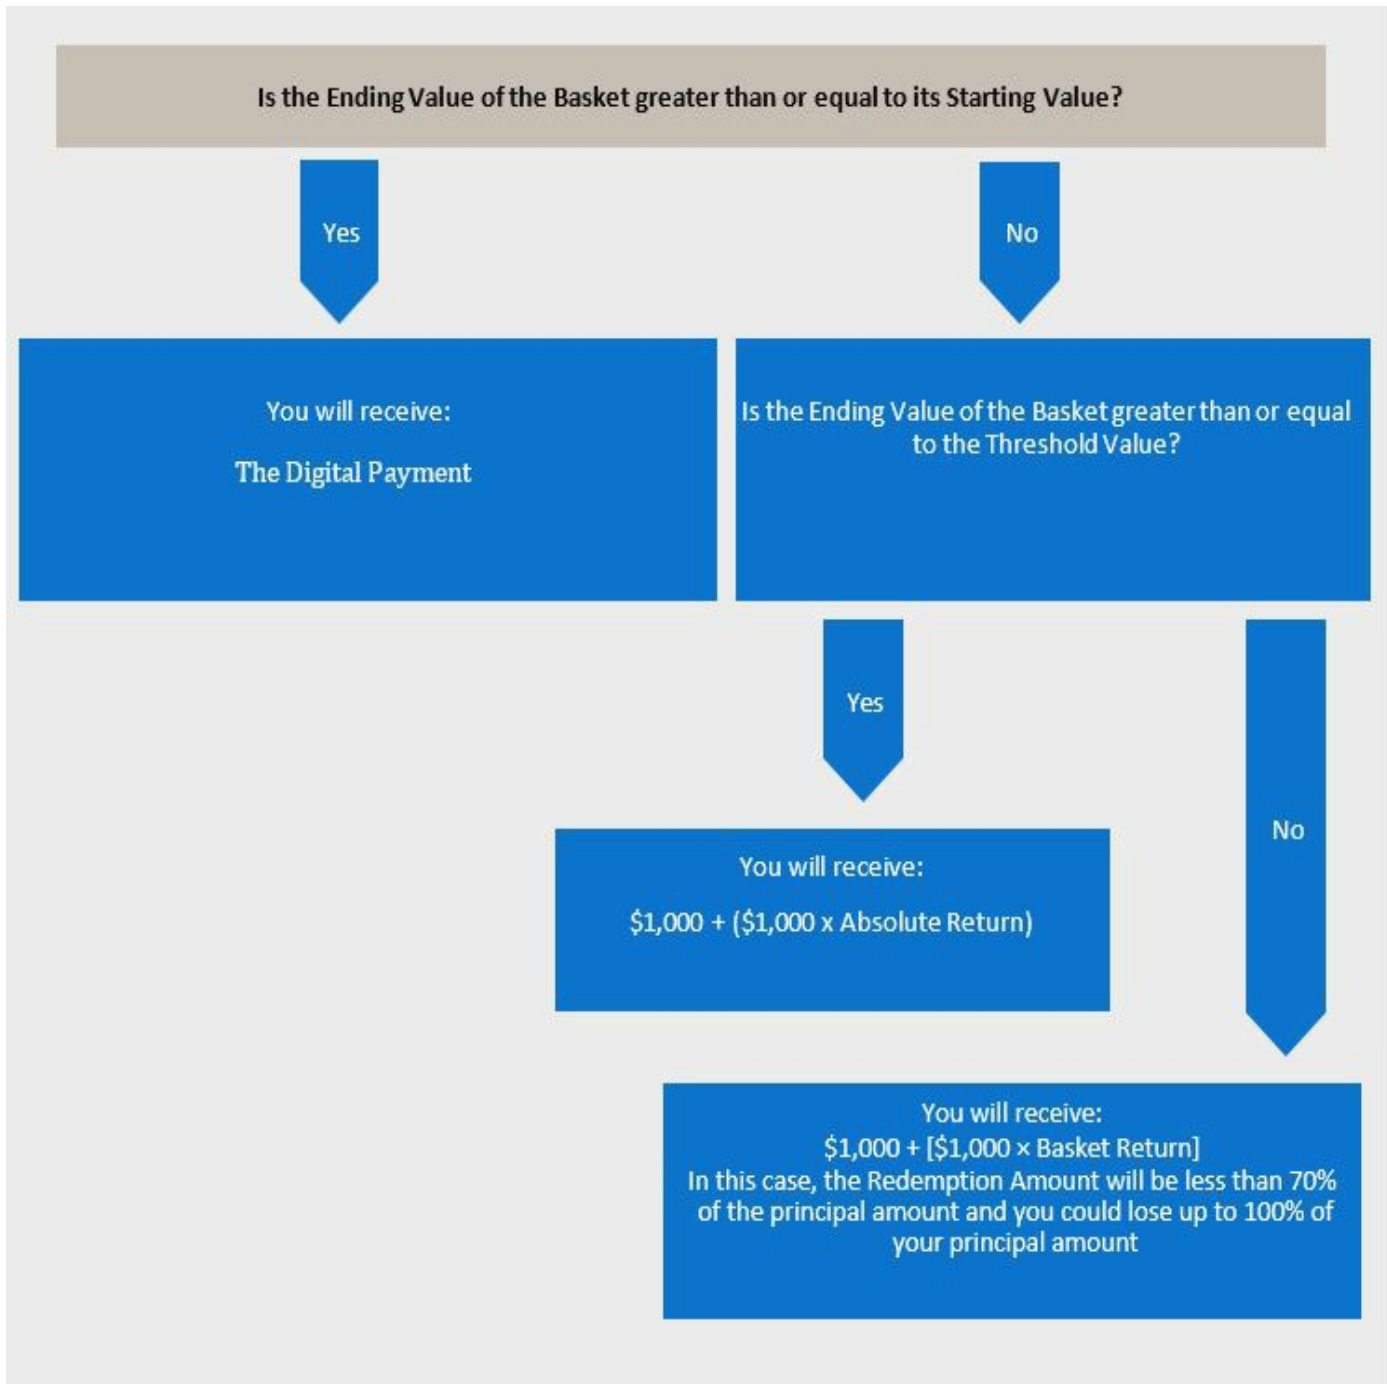 Is the Ending Value of the Basket greater than or equal to its Starting Value?
Yes
No
You will receive:
The Digital Payment
Is the Ending Value of the Basket greater than or equal
to the Threshold Value?
Yes
No
You will receive:
$1,000 + ($1,000 x Absolute Return)
You will receive:
$1,000 + [$1,000 × Basket Return]
In this case, the Redemption Amount will be less than 70%
of the principal amount and you could lose up to 100% of
your principal amount